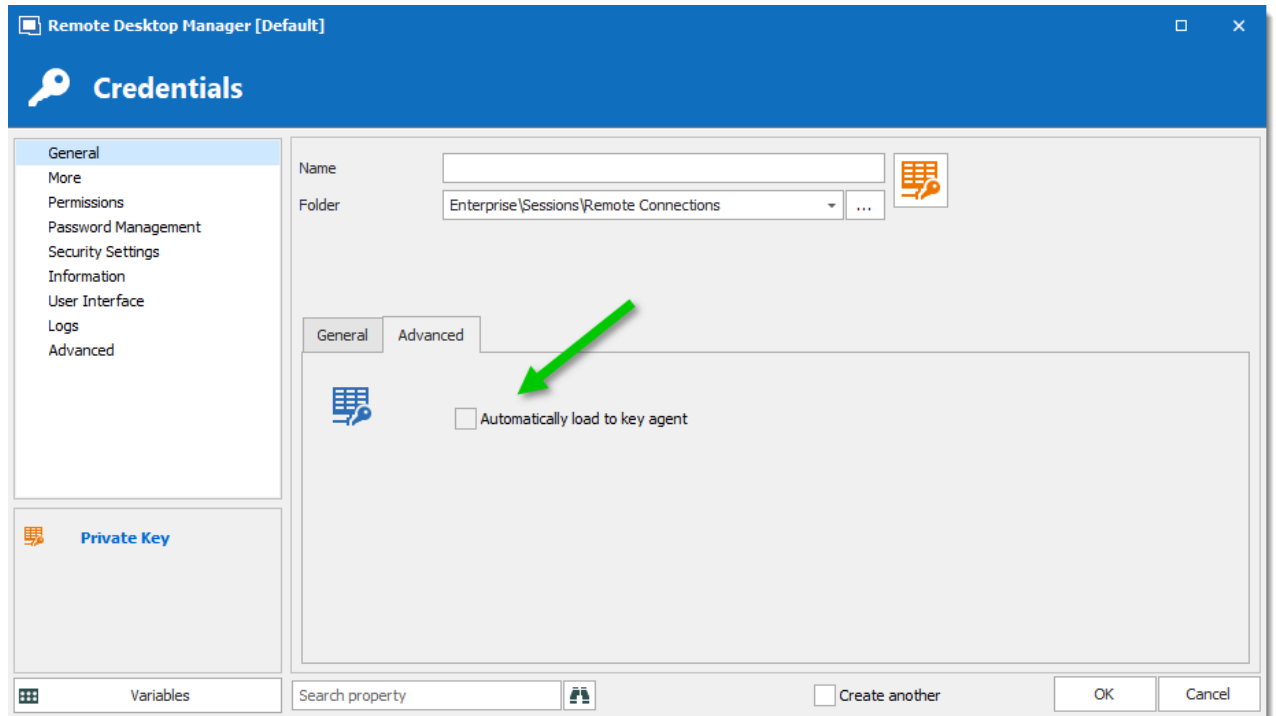 Remote Desktop Manager [Default]
Credentials
General
More
Permissions
Password Management
Security Settings
Information
User Interface
Logs
Advanced
Private Key
Variables
Name
Folder
Enterprise\Sessions\Remote Connections
...
General
Advanced
Automatically load to key agent
Search property
Create another
OK
Cancel